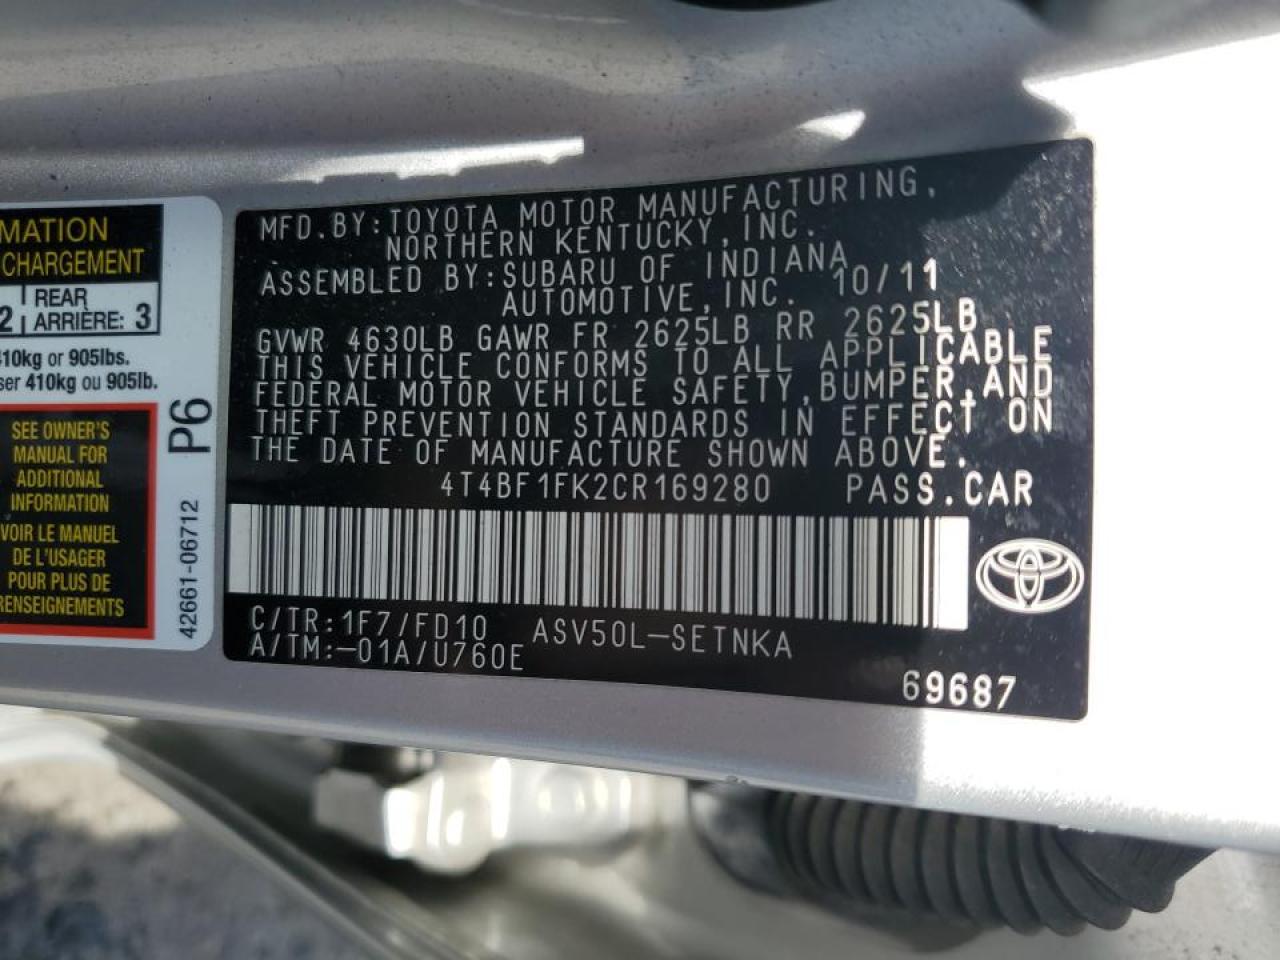 MATION
CHARGEMENT
2 REAR
ARRIÈRE: 3
410kg or 905lbs.
ser 410kg ou 905lb.
SEE OWNER'S
MANUAL FOR
ADDITIONAL
INFORMATION
VOIR LE MANUEL
DE L'USAGER
POUR PLUS DE
RENSEIGNEMENTS
P6
42661-06712
MFD.BY:TOYOTA MOTOR MANUFACTURING,
NORTHERN KENTUCKY,INC.
ASSEMBLED BY:SUBARU OF INDIANA
AUTOMOTIVE,INC. 10/11
GVWR 4630LB GAWR FR 2625LB RR 2625LB
THIS VEHICLE CONFORMS TO ALL APPLICABLE
FEDERAL MOTOR VEHICLE SAFETY,BUMPER,AND
THEFT PREVENTION STANDARDS IN EFFECT ON
THE DATE OF MANUFACTURE SHOWN ABOVE.
4T4BF1FK2CR169280 PASS.CAR
C/TR:1F7/FD10 ASV50L-SETNKA
A/TM:-01A/U760E
69687